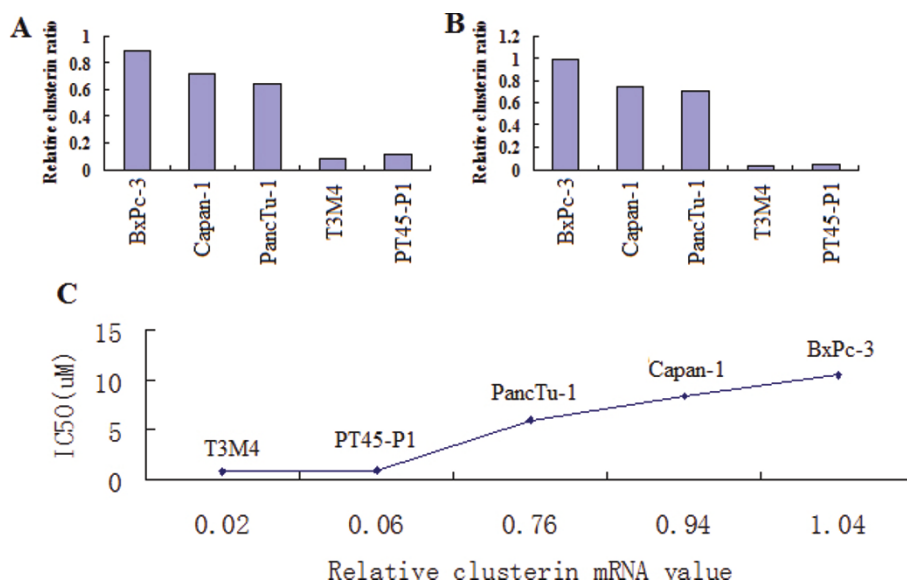 A
Relative clusterin ratio
1
0.8
0.6
0.4
0.2
0
BxPc-3
Capan-1
PancTu-1
T3M4
PT45-P1
B
Relative clusterin ratio
1.2
1
0.8
0.6
0.4
0.2
0
BxPc-3
Capan-1
PancTu-1
T3M4
PT45-P1
C
IC50(uM)
15
10
5
0
T3M4
PT45-P1
PancTu-1
Capan-1
BxPc-3
0.02 0.06 0.76 0.94 1.04
Relative clusterin mRNA value